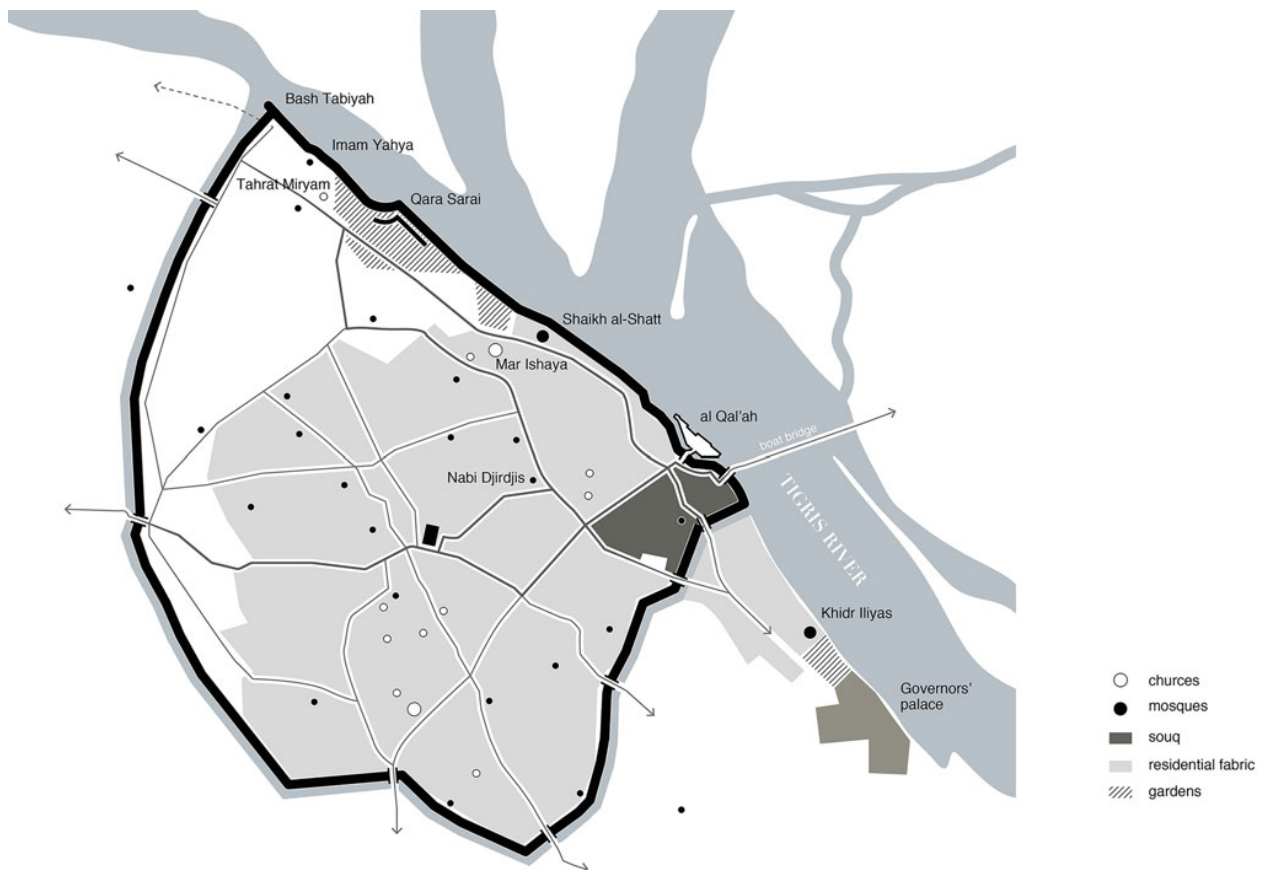 Bash Tabiyah
Imam Yahya
Tahrat Miryam
Qara Sarai
Shaikh al-Shatt
Mar Ishaya
al Qal'ah
boat bridge
Nabi Djirdjis
TIGRIS RIVER
Khidr Iliyas
Governors'
palace
churces
mosques
souq
residential fabric
gardens